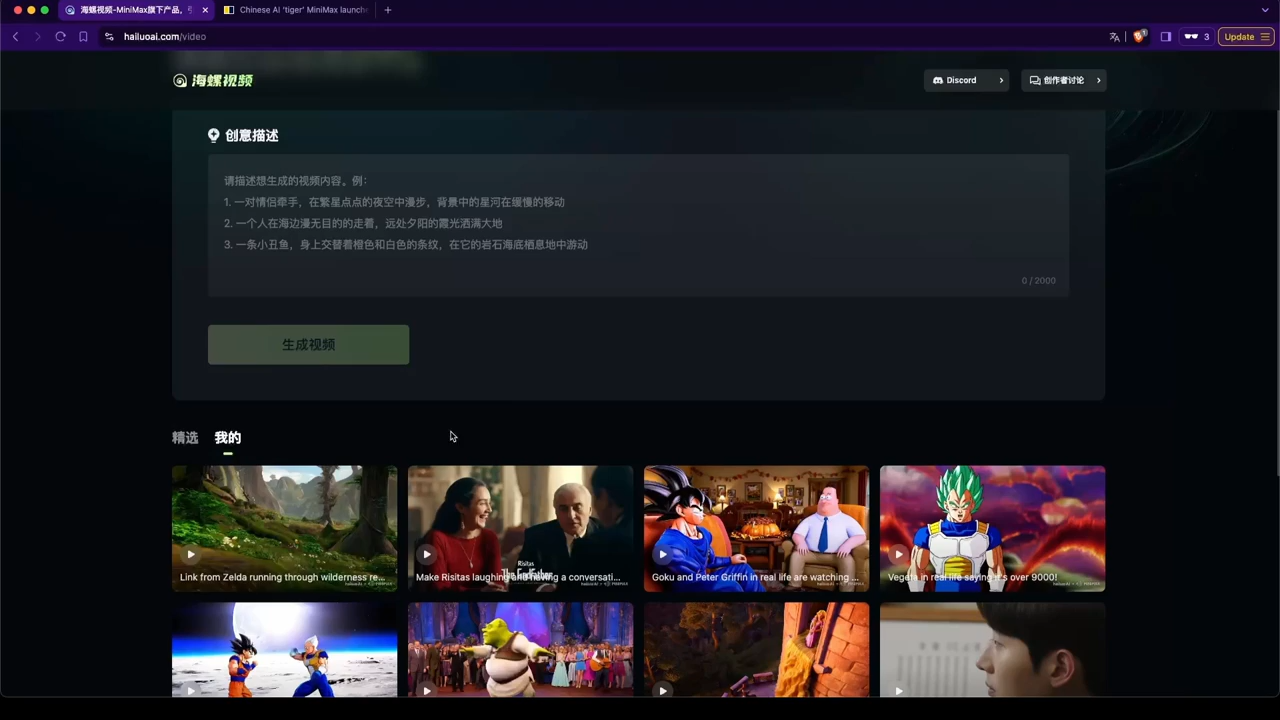 海螺视频-MiniMax旗下产品，
Chinese AI 'tiger' MiniMax launch
hailuoai.com/video
3
Update
海螺视频
Discord
创作者讨论
创意描述
请描述想生成的视频内容。例：
1. 一对情侣牵手，在繁星点点的夜空中漫步，背景中的星河在缓慢的移动
2. 一个人在海边漫无目的的走着，远处夕阳的霞光洒满大地
3. 一条小丑鱼，身上交替着橙色和白色的条纹，在它的岩石海底栖息地中游动
0 / 2000
生成视频
精选 我的
Link from Zelda running through wilderness re...
Risitas
The Godfather
Make Risitas laughing and having a conversati...
Goku and Peter Griffin in real life are watching ...
Vegeta in real life saying it's over 9000!